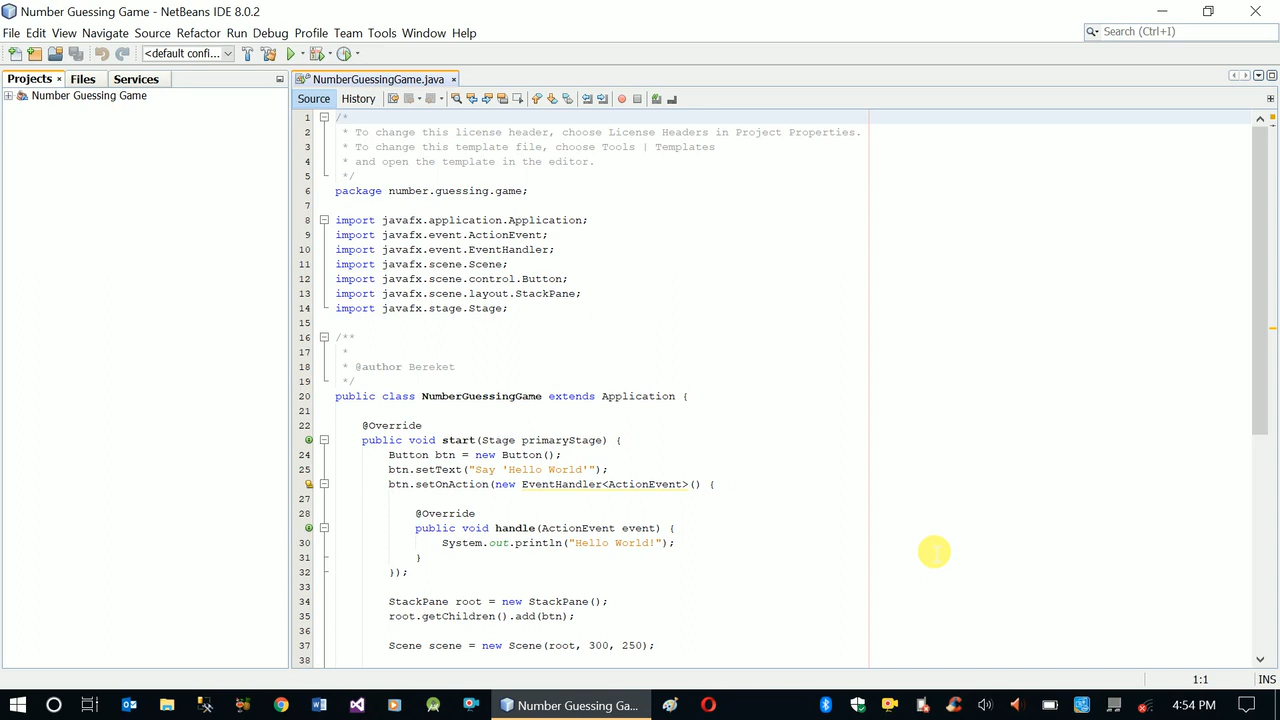 Number Guessing Game - NetBeans IDE 8.0.2
File Edit View Navigate Source Refactor Run Debug Profile Team Tools Window Help
Search (Ctrl+I)
<default confi...
Projects Files Services
NumberGuessingGame.java
Number Guessing Game
Source History
1 /*
2 * To change this license header, choose License Headers in Project Properties.
3 * To change this template file, choose Tools | Templates
4 * and open the template in the editor.
5 */
6 package number.guessing.game;
7
8 import javafx.application.Application;
9 import javafx.event.ActionEvent;
10 import javafx.event.EventHandler;
11 import javafx.scene.Scene;
12 import javafx.scene.control.Button;
13 import javafx.scene.layout.StackPane;
14 import javafx.stage.Stage;
15
16 /**
17 *
18 * @author Bereket
19 */
20 public class NumberGuessingGame extends Application {
21
22 @Override
public void start(Stage primaryStage) {
24 Button btn = new Button();
25 btn.setText("Say 'Hello World'");
btn.setOnAction(new EventHandler<ActionEvent>() {
27
28 @Override
public void handle(ActionEvent event) {
30 System.out.println("Hello World!");
31 }
32 });
33
34 StackPane root = new StackPane();
35 root.getChildren().add(btn);
36
37 Scene scene = new Scene(root, 300, 250);
38
1:1 INS
Number Guessing Ga...
4:54 PM